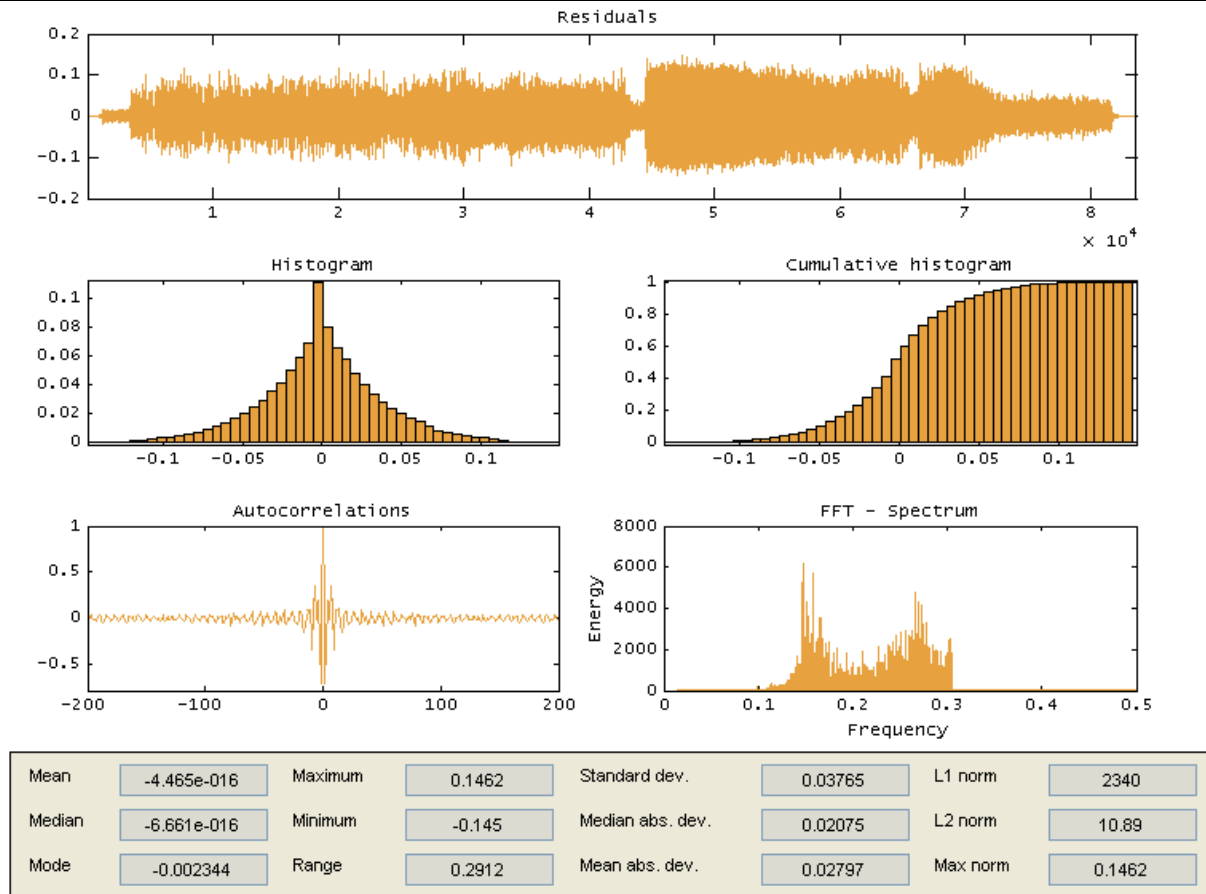 Residuals
0.2
0.1
0
-0.1
-0.2
1 2 3 4 5 6 7 8
× 10^4
Histogram
0.1
0.08
0.06
0.04
0.02
0
-0.1 -0.05 0 0.05 0.1
Cumulative histogram
1
0.8
0.6
0.4
0.2
0
-0.1 -0.05 0 0.05 0.1
Autocorrelations
1
0.5
0
-0.5
-200 -100 0 100 200
FFT - Spectrum
Energy
8000
6000
4000
2000
0
0 0.1 0.2 0.3 0.4 0.5
Frequency
Mean -4.465e-016 Maximum 0.1462 Standard dev. 0.03765 L1 norm 2340
Median -6.661e-016 Minimum -0.145 Median abs. dev. 0.02075 L2 norm 10.89
Mode -0.002344 Range 0.2912 Mean abs. dev. 0.02797 Max norm 0.1462